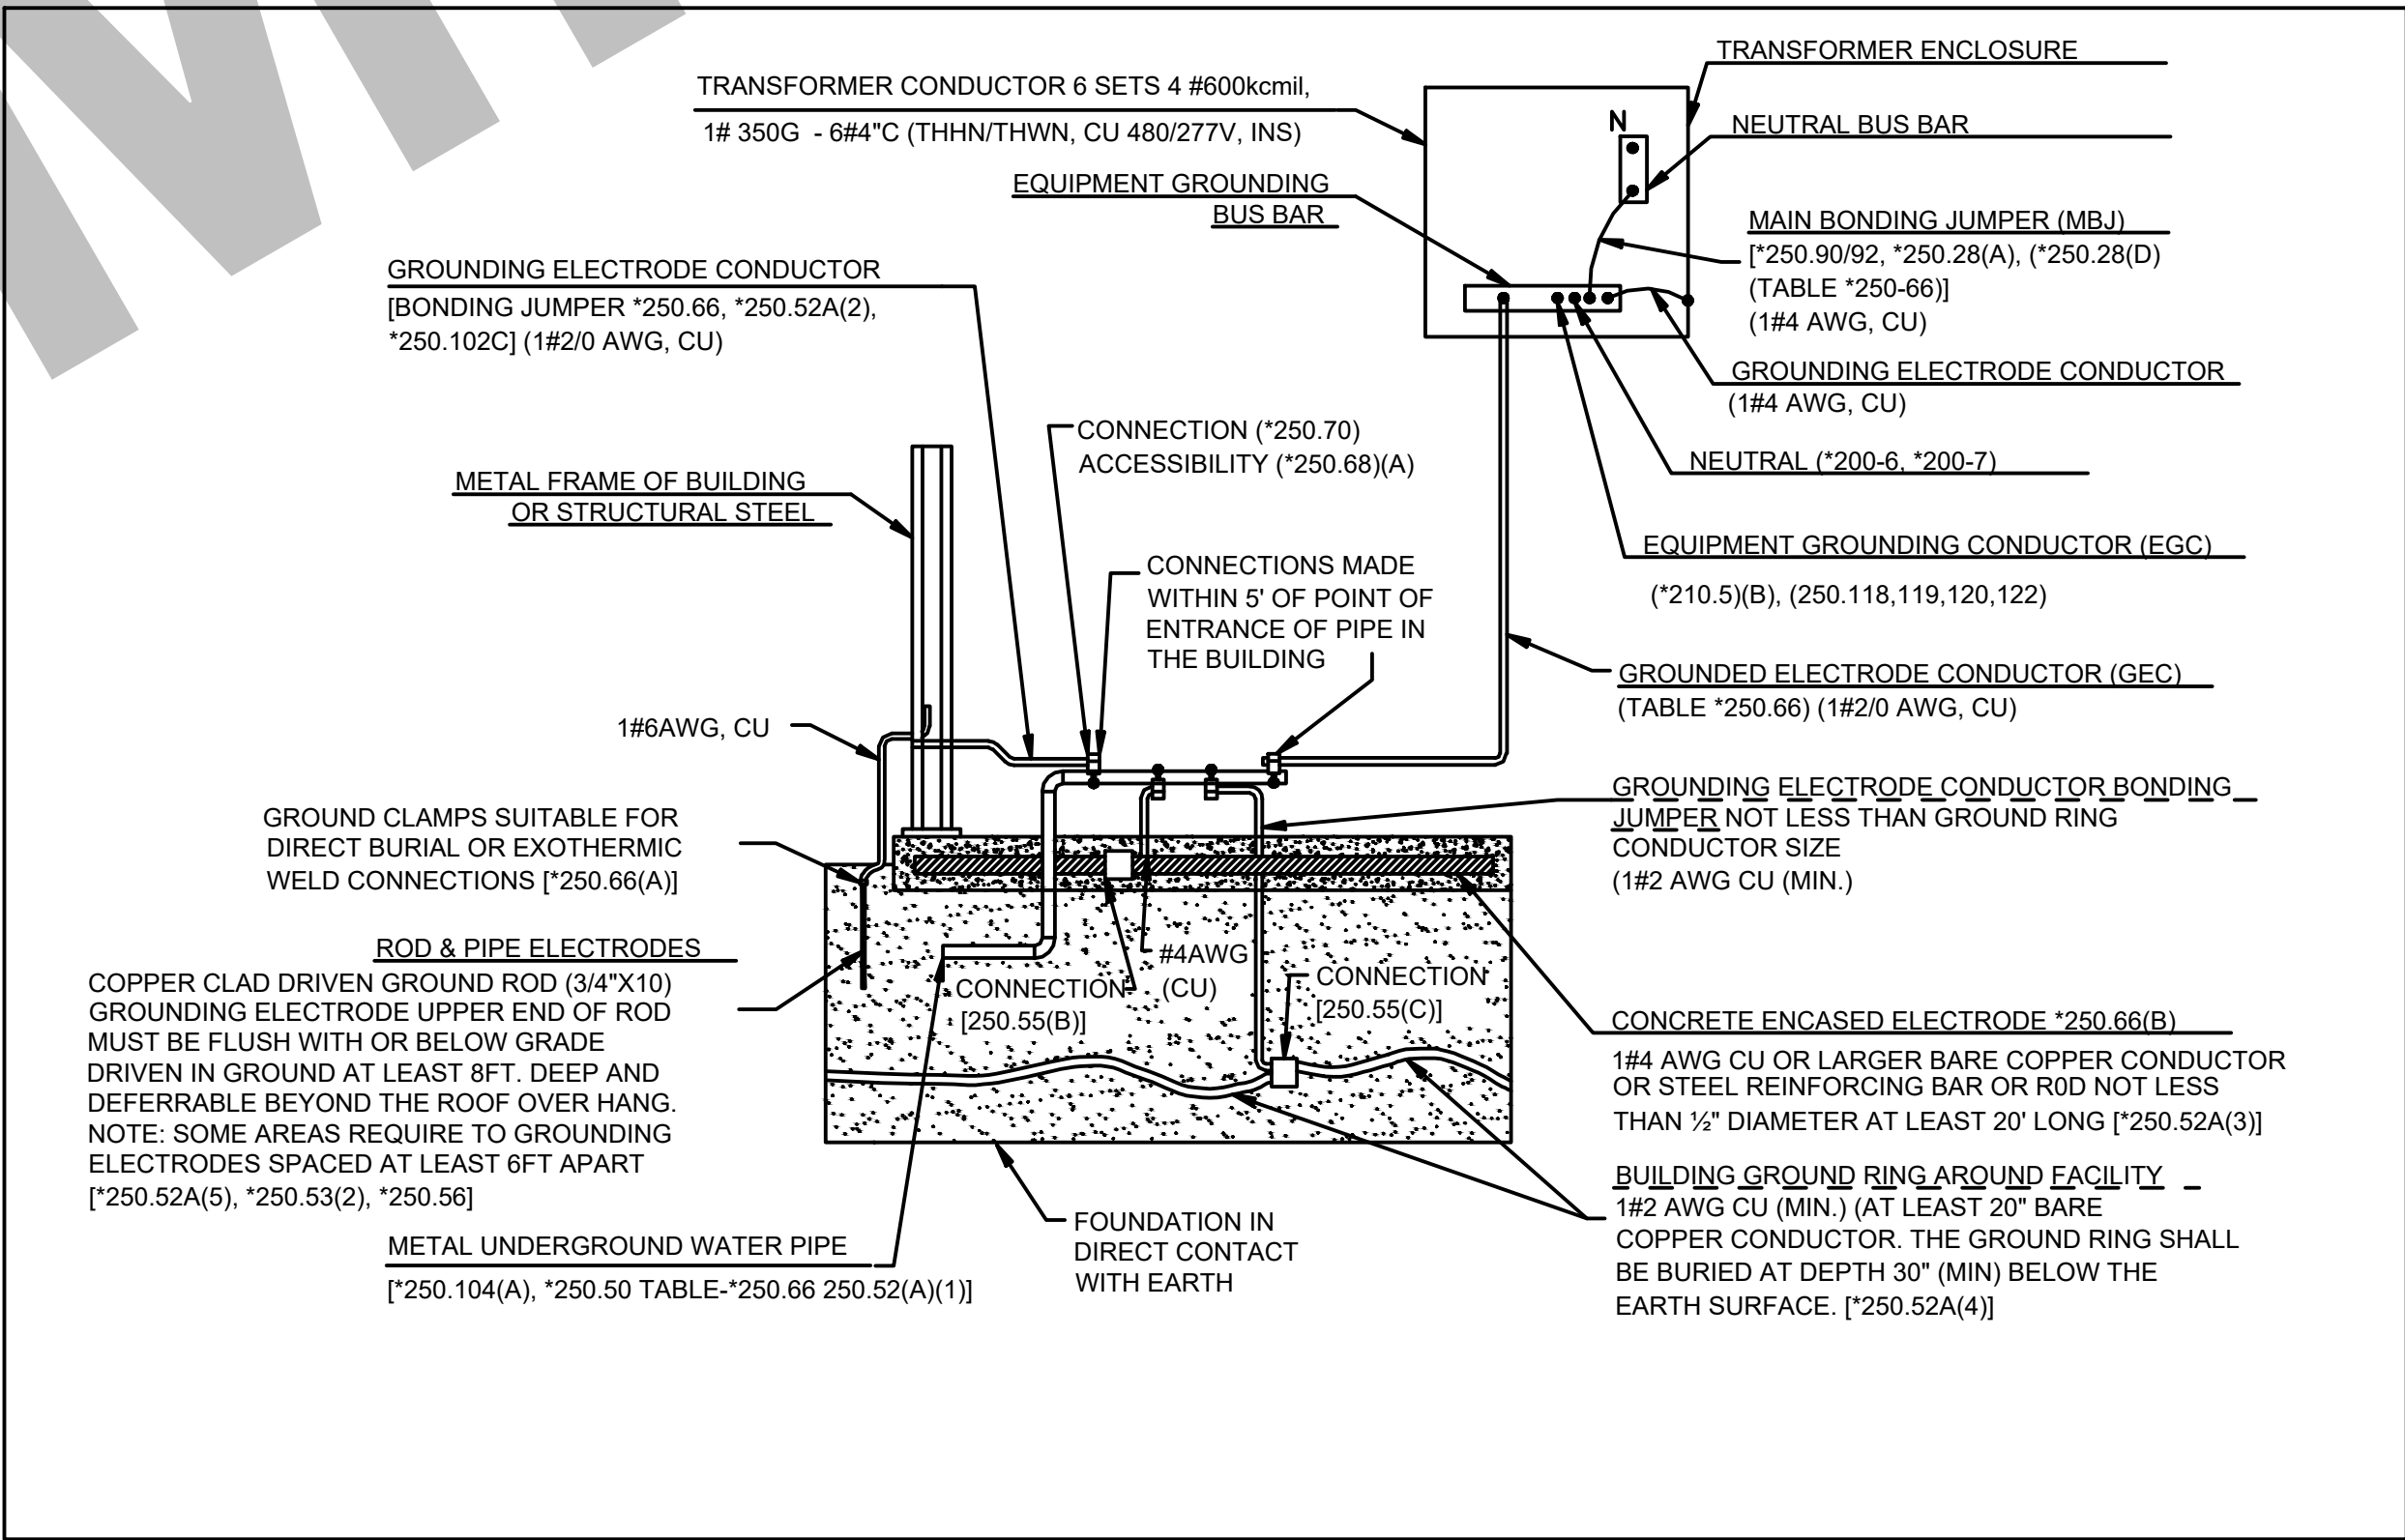 TRANSFORMER CONDUCTOR 6 SETS 4 #600kcmil,
1# 350G - 6#4"C (THHN/THWN, CU 480/277V, INS)
EQUIPMENT GROUNDING
BUS BAR
GROUNDING ELECTRODE CONDUCTOR
[BONDING JUMPER *250.66, *250.52A(2),
*250.102C] (1#2/0 AWG, CU)
CONNECTION (*250.70)
ACCESSIBILITY (*250.68)(A)
METAL FRAME OF BUILDING
OR STRUCTURAL STEEL
CONNECTIONS MADE
WITHIN 5' OF POINT OF
ENTRANCE OF PIPE IN
THE BUILDING
1#6AWG, CU
GROUND CLAMPS SUITABLE FOR
DIRECT BURIAL OR EXOTHERMIC
WELD CONNECTIONS [*250.66(A)]
ROD & PIPE ELECTRODES
COPPER CLAD DRIVEN GROUND ROD (3/4"X10)
GROUNDING ELECTRODE UPPER END OF ROD
MUST BE FLUSH WITH OR BELOW GRADE
DRIVEN IN GROUND AT LEAST 8FT. DEEP AND
DEFERRABLE BEYOND THE ROOF OVER HANG.
NOTE: SOME AREAS REQUIRE TO GROUNDING
ELECTRODES SPACED AT LEAST 6FT APART
[*250.52A(5), *250.53(2), *250.56]
METAL UNDERGROUND WATER PIPE
[*250.104(A), *250.50 TABLE-*250.66 250.52(A)(1)]
CONNECTION
[250.55(B)]
#4AWG
(CU)
CONNECTION
[250.55(C)]
FOUNDATION IN
DIRECT CONTACT
WITH EARTH
TRANSFORMER ENCLOSURE
N
NEUTRAL BUS BAR
MAIN BONDING JUMPER (MBJ)
[*250.90/92, *250.28(A), (*250.28(D)
(TABLE *250-66)]
(1#4 AWG, CU)
GROUNDING ELECTRODE CONDUCTOR
(1#4 AWG, CU)
NEUTRAL (*200-6, *200-7)
EQUIPMENT GROUNDING CONDUCTOR (EGC)
(*210.5)(B), (250.118,119,120,122)
GROUNDED ELECTRODE CONDUCTOR (GEC)
(TABLE *250.66) (1#2/0 AWG, CU)
GROUNDING ELECTRODE CONDUCTOR BONDING
JUMPER NOT LESS THAN GROUND RING
CONDUCTOR SIZE
(1#2 AWG CU (MIN.)
CONCRETE ENCASED ELECTRODE *250.66(B)
1#4 AWG CU OR LARGER BARE COPPER CONDUCTOR
OR STEEL REINFORCING BAR OR R0D NOT LESS
THAN ½" DIAMETER AT LEAST 20' LONG [*250.52A(3)]
BUILDING GROUND RING AROUND FACILITY
1#2 AWG CU (MIN.) (AT LEAST 20" BARE
COPPER CONDUCTOR. THE GROUND RING SHALL
BE BURIED AT DEPTH 30" (MIN) BELOW THE
EARTH SURFACE. [*250.52A(4)]